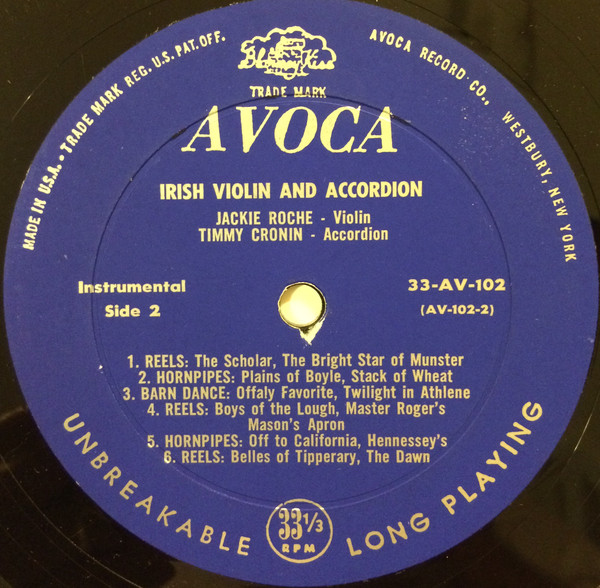 Blarney Kiss
TRADE MARK
MADE IN U.S.A. • TRADE MARK REG. U.S. PAT. OFF.
AVOCA RECORD CO., WESTBURY, NEW YORK
AVOCA
IRISH VIOLIN AND ACCORDION
JACKIE ROCHE - Violin
TIMMY CRONIN - Accordion
Instrumental
Side 2
33-AV-102
(AV-102-2)
1. REELS: The Scholar, The Bright Star of Munster
2. HORNPIPES: Plains of Boyle, Stack of Wheat
3. BARN DANCE: Offaly Favorite, Twilight in Athlene
4. REELS: Boys of the Lough, Master Roger's
Mason's Apron
5. HORNPIPES: Off to California, Hennessey's
6. REELS: Belles of Tipperary, The Dawn
UNBREAKABLE
33 1/3
RPM
LONG PLAYING